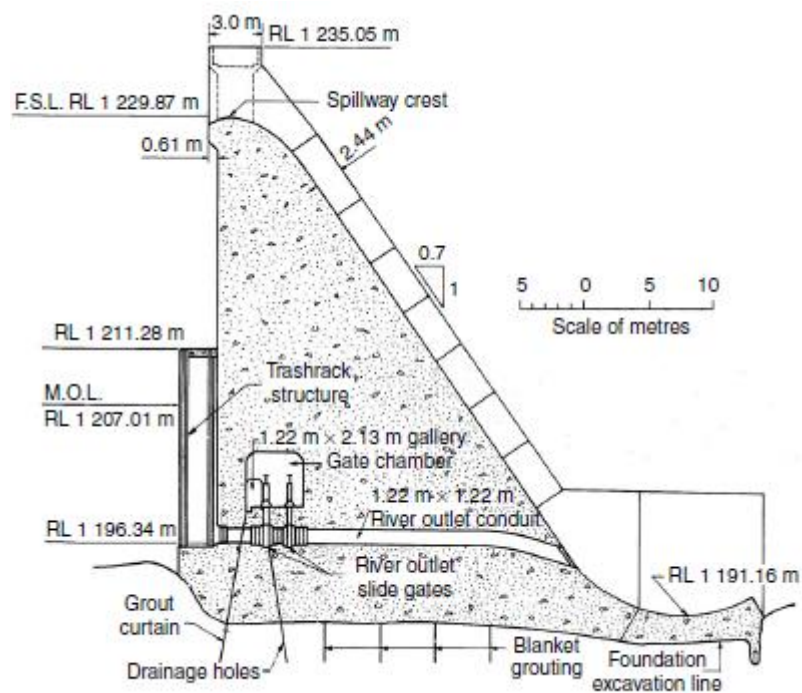 3.0 m
RL 1 235.05 m
F.S.L. RL 1 229.87 m
Spillway crest
0.61 m
2.44 m
0.7
1
5 0 5 10
Scale of metres
RL 1 211.28 m
Trashrack
structure
M.O.L.
RL 1 207.01 m
1.22 m × 2.13 m gallery
Gate chamber
1.22 m × 1.22 m
River outlet conduit
RL 1 196.34 m
River outlet
slide gates
RL 1 191.16 m
Grout
curtain
Drainage holes
Blanket
grouting
Foundation
excavation line